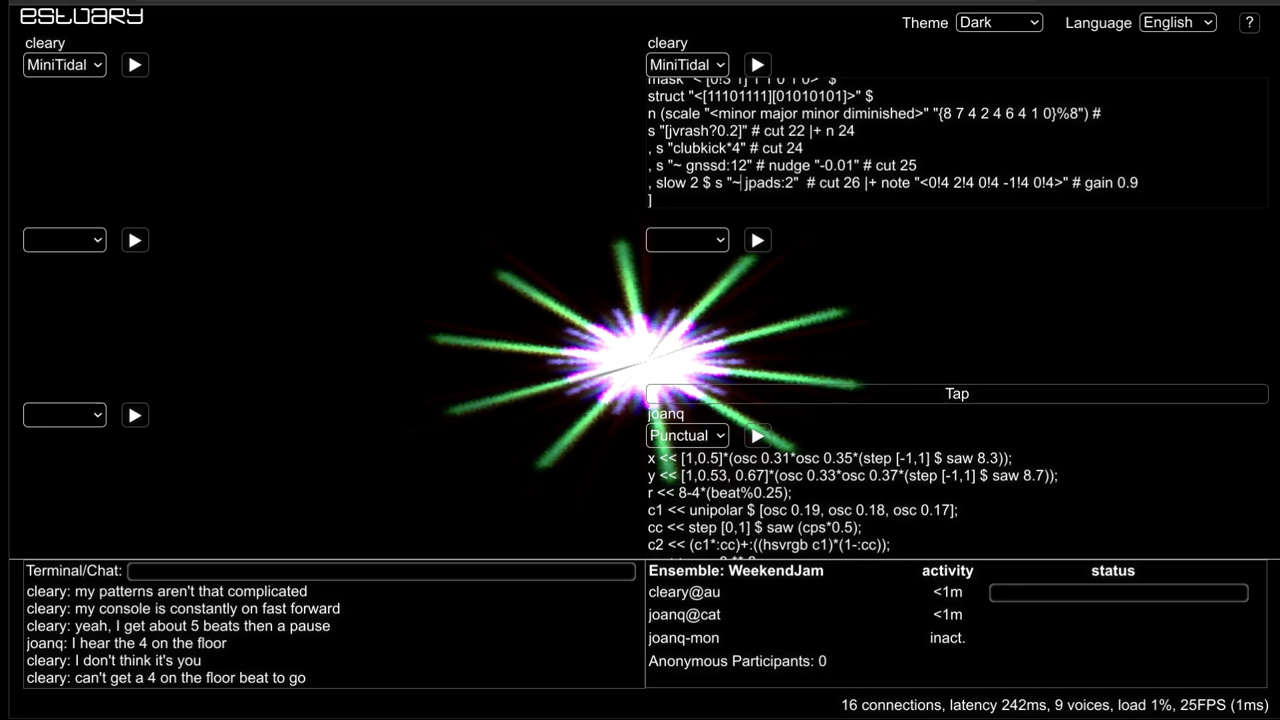 estuary
Theme Dark Language English ?
cleary
MiniTidal
cleary
MiniTidal
mask "<[0!3 1] 1 1 0 1 0>" $
struct "<[11101111][01010101]>" $
n (scale "<minor major minor diminished>" "{8 7 4 2 4 6 4 1 0}%8") #
s "[jvrash?0.2]" # cut 22 |+ n 24
, s "clubkick*4" # cut 24
, s "~ gnssd:12" # nudge "-0.01" # cut 25
, slow 2 $ s "~ jpads:2"  # cut 26 |+ note "<0!4 2!4 0!4 -1!4 0!4>" # gain 0.9
]
Tap
joanq
Punctual
x << [1,0.5]*(osc 0.31*osc 0.35*(step [-1,1] $ saw 8.3));
y << [1,0.53, 0.67]*(osc 0.33*osc 0.37*(step [-1,1] $ saw 8.7));
r << 8-4*(beat%0.25);
c1 << unipolar $ [osc 0.19, osc 0.18, osc 0.17];
cc << step [0,1] $ saw (cps*0.5);
c2 << (c1*:cc)+:((hsvrgb c1)*(1-:cc));
Terminal/Chat:
cleary: my patterns aren't that complicated
cleary: my console is constantly on fast forward
cleary: yeah, I get about 5 beats then a pause
joanq: I hear the 4 on the floor
cleary: I don't think it's you
cleary: can't get a 4 on the floor beat to go
Ensemble: WeekendJam activity status
cleary@au <1m
joanq@cat <1m
joanq-mon inact.
Anonymous Participants: 0
16 connections, latency 242ms, 9 voices, load 1%, 25FPS (1ms)